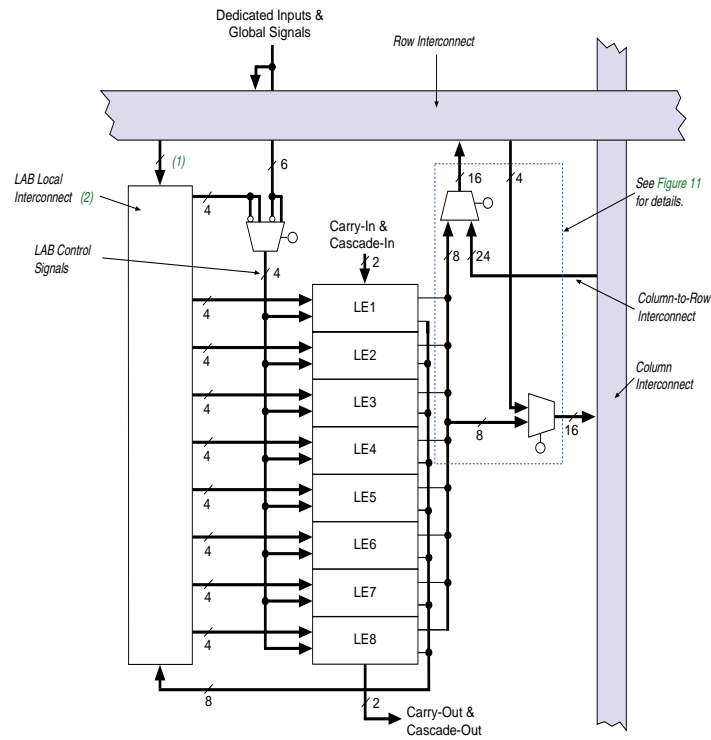 Dedicated Inputs &
Global Signals
Row Interconnect
(1)
6
16
4
LAB Local
Interconnect (2)
4
See Figure 11
for details.
LAB Control
Signals
4
Carry-In &
Cascade-In
2
8
24
Column-to-Row
Interconnect
LE1
4
LE2
4
Column
Interconnect
LE3
4
8
16
LE4
4
LE5
4
LE6
4
LE7
4
LE8
4
8
2
Carry-Out &
Cascade-Out